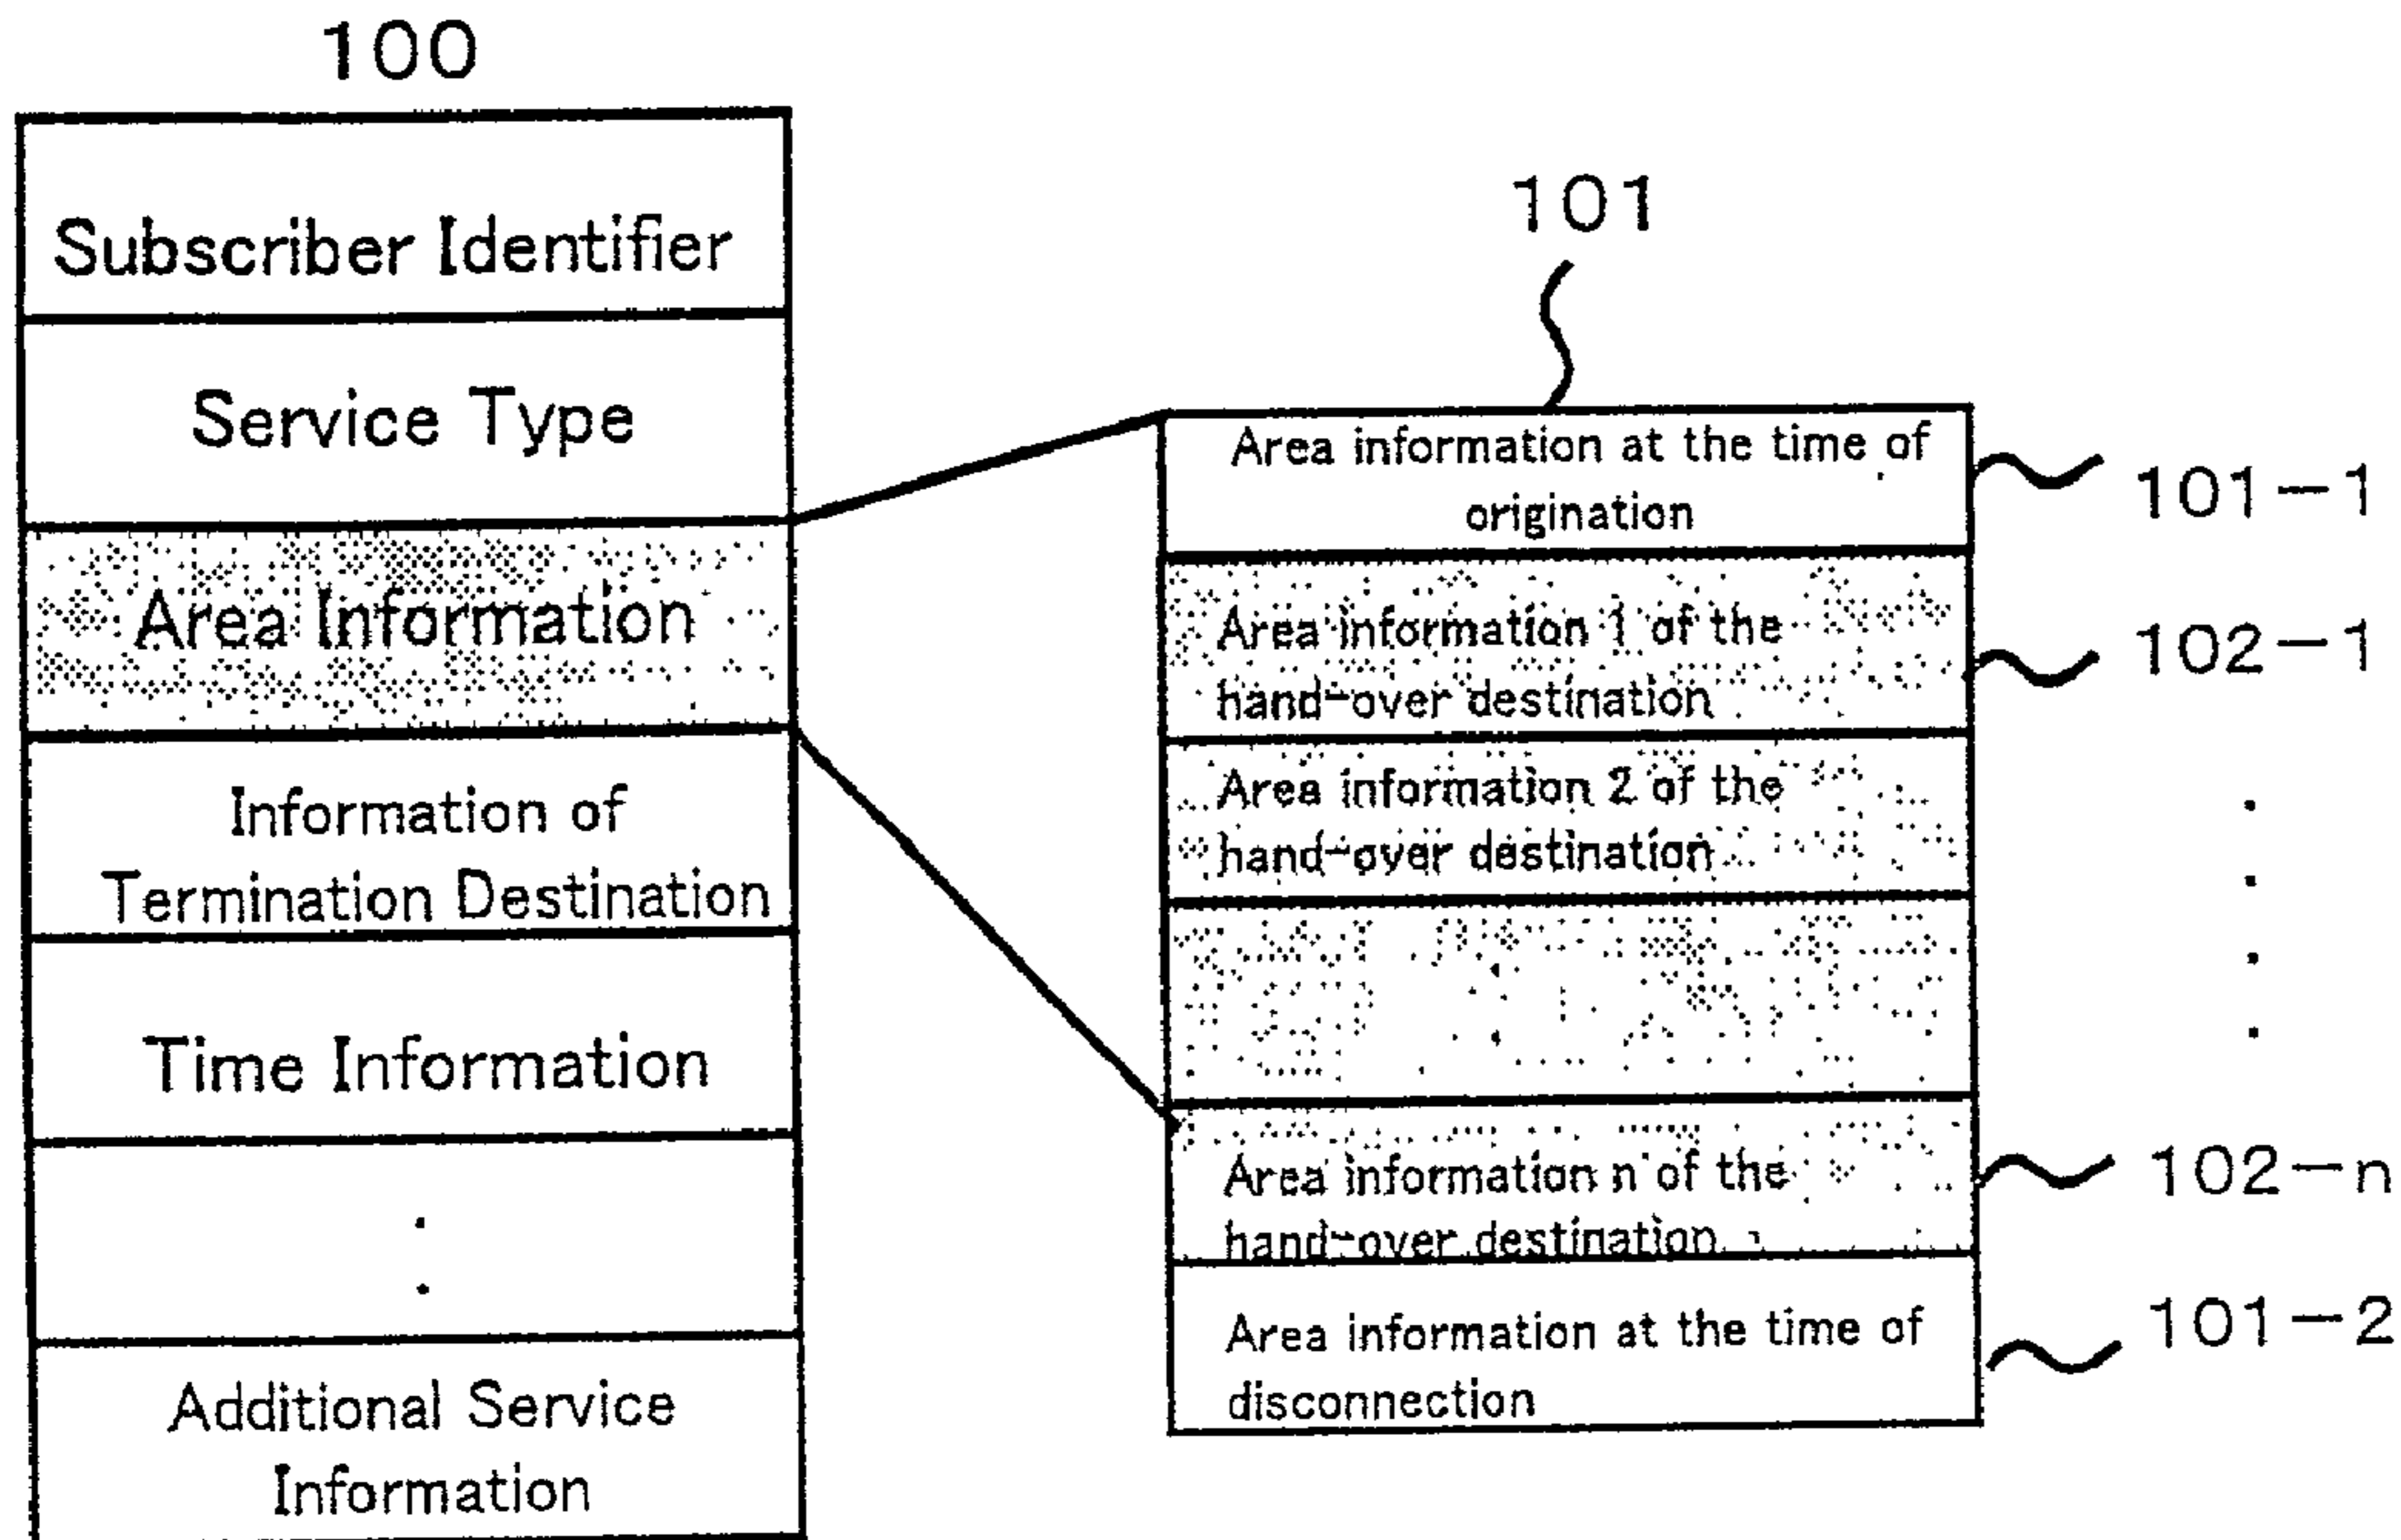 100
Subscriber Identifier
Service Type
Area Information
Information of
Termination Destination
Time Information
Additional Service
Information
101
Area information at the time of
origination
101-1
Area information 1 of the
hand-over destination
102-1
Area information 2 of the
hand-over destination
Area information n of the
hand-over destination
102-n
Area information at the time of
disconnection
101-2